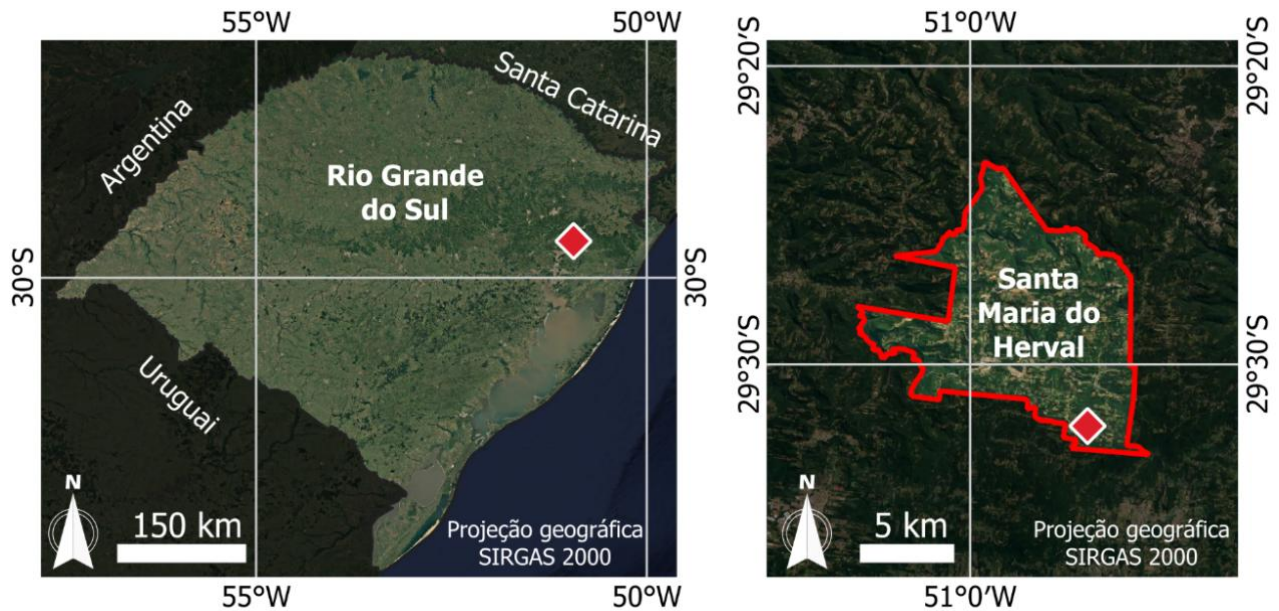 55°W
50°W
Santa Catarina
Argentina
Rio Grande
do Sul
30°S
30°S
Uruguai
N
150 km
Projeção geográfica
SIRGAS 2000
55°W
50°W
51°0’W
29°20’S
29°20’S
Santa
Maria do
Herval
29°30’S
29°30’S
N
5 km
Projeção geográfica
SIRGAS 2000
51°0’W